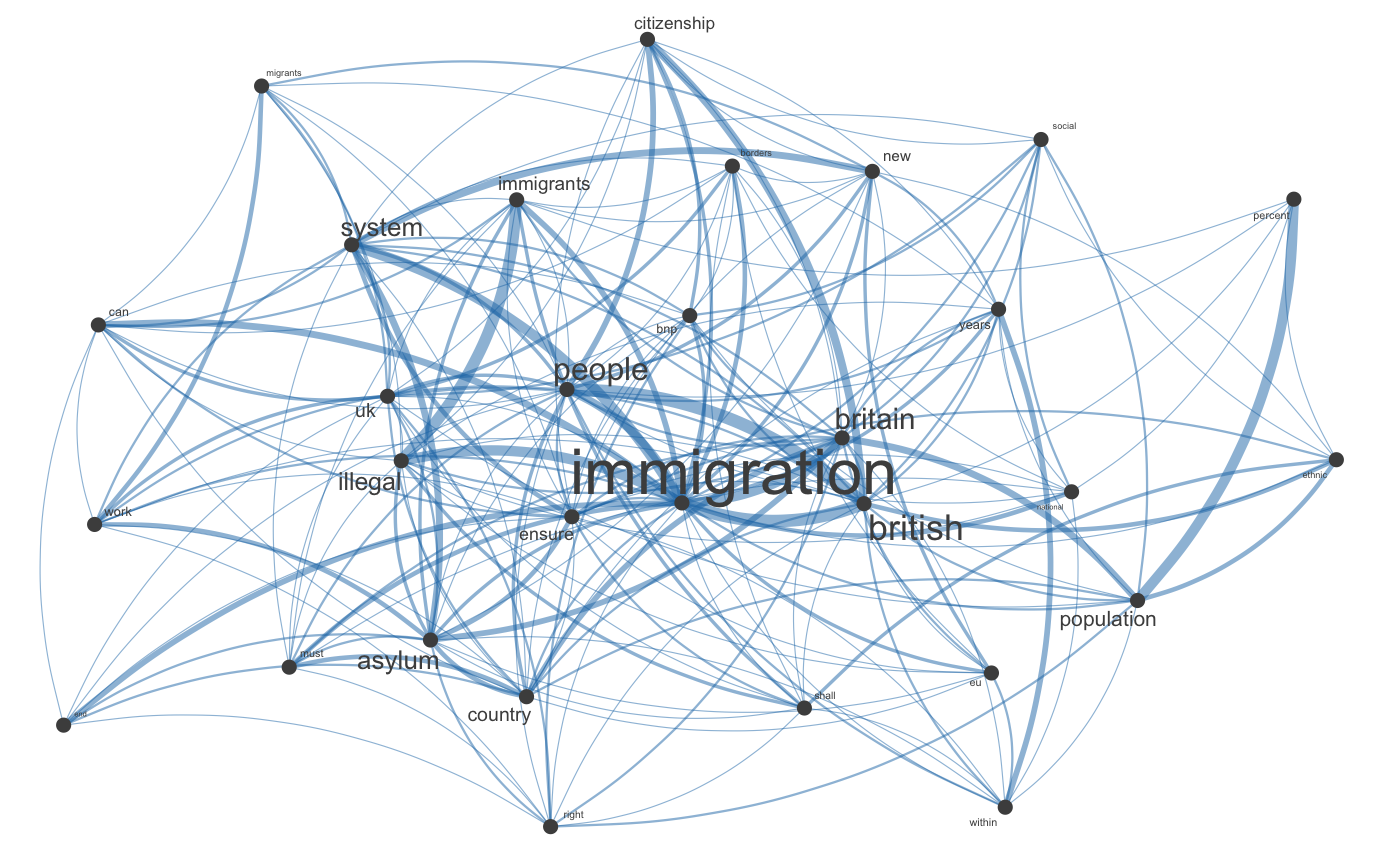 citizenship
migrants
social
borders
new
immigrants
percent
system
can
bnp
years
people
uk
britain
immigration
illegal
ethnic
work
national
british
ensure
population
must
asylum
eu
shall
country
end
right
within